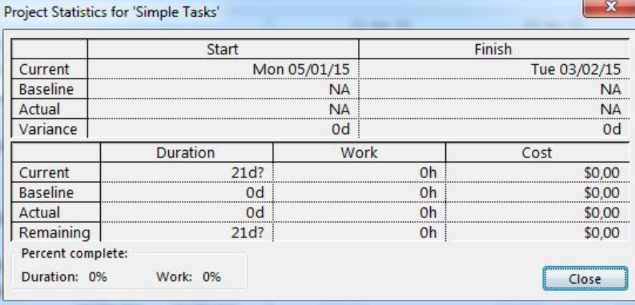 Project Statistics for 'Simple Tasks'
Start Finish
Current Mon 05/01/15 Tue 03/02/15
Baseline NA NA
Actual NA NA
Variance 0d 0d
Duration Work Cost
Current 21d? 0h $0,00
Baseline 0d 0h $0,00
Actual 0d 0h $0,00
Remaining 21d? 0h $0,00
Percent complete:
Duration: 0% Work: 0%
Close